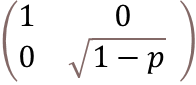 ( 1 0 )
( 0 √1 − p )